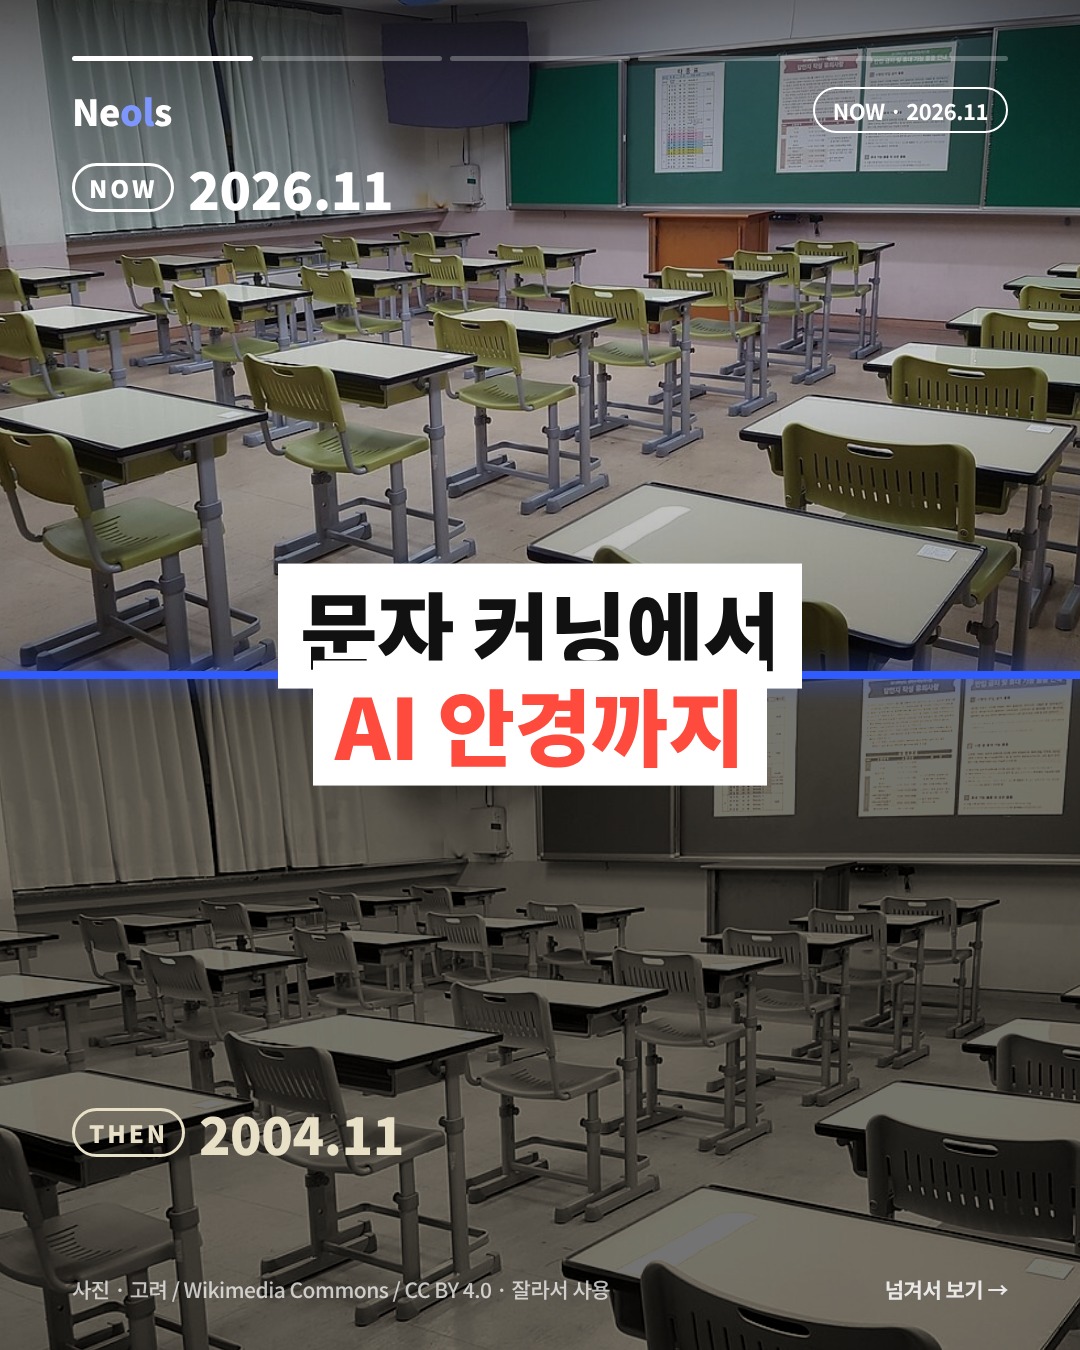 Neols
NOW · 2026.11
NOW 2026.11
문자 커닝에서
AI 안경까지
THEN 2004.11
사진 · 고려 / Wikimedia Commons / CC BY 4.0 · 잘라서 사용
넘겨서 보기 →